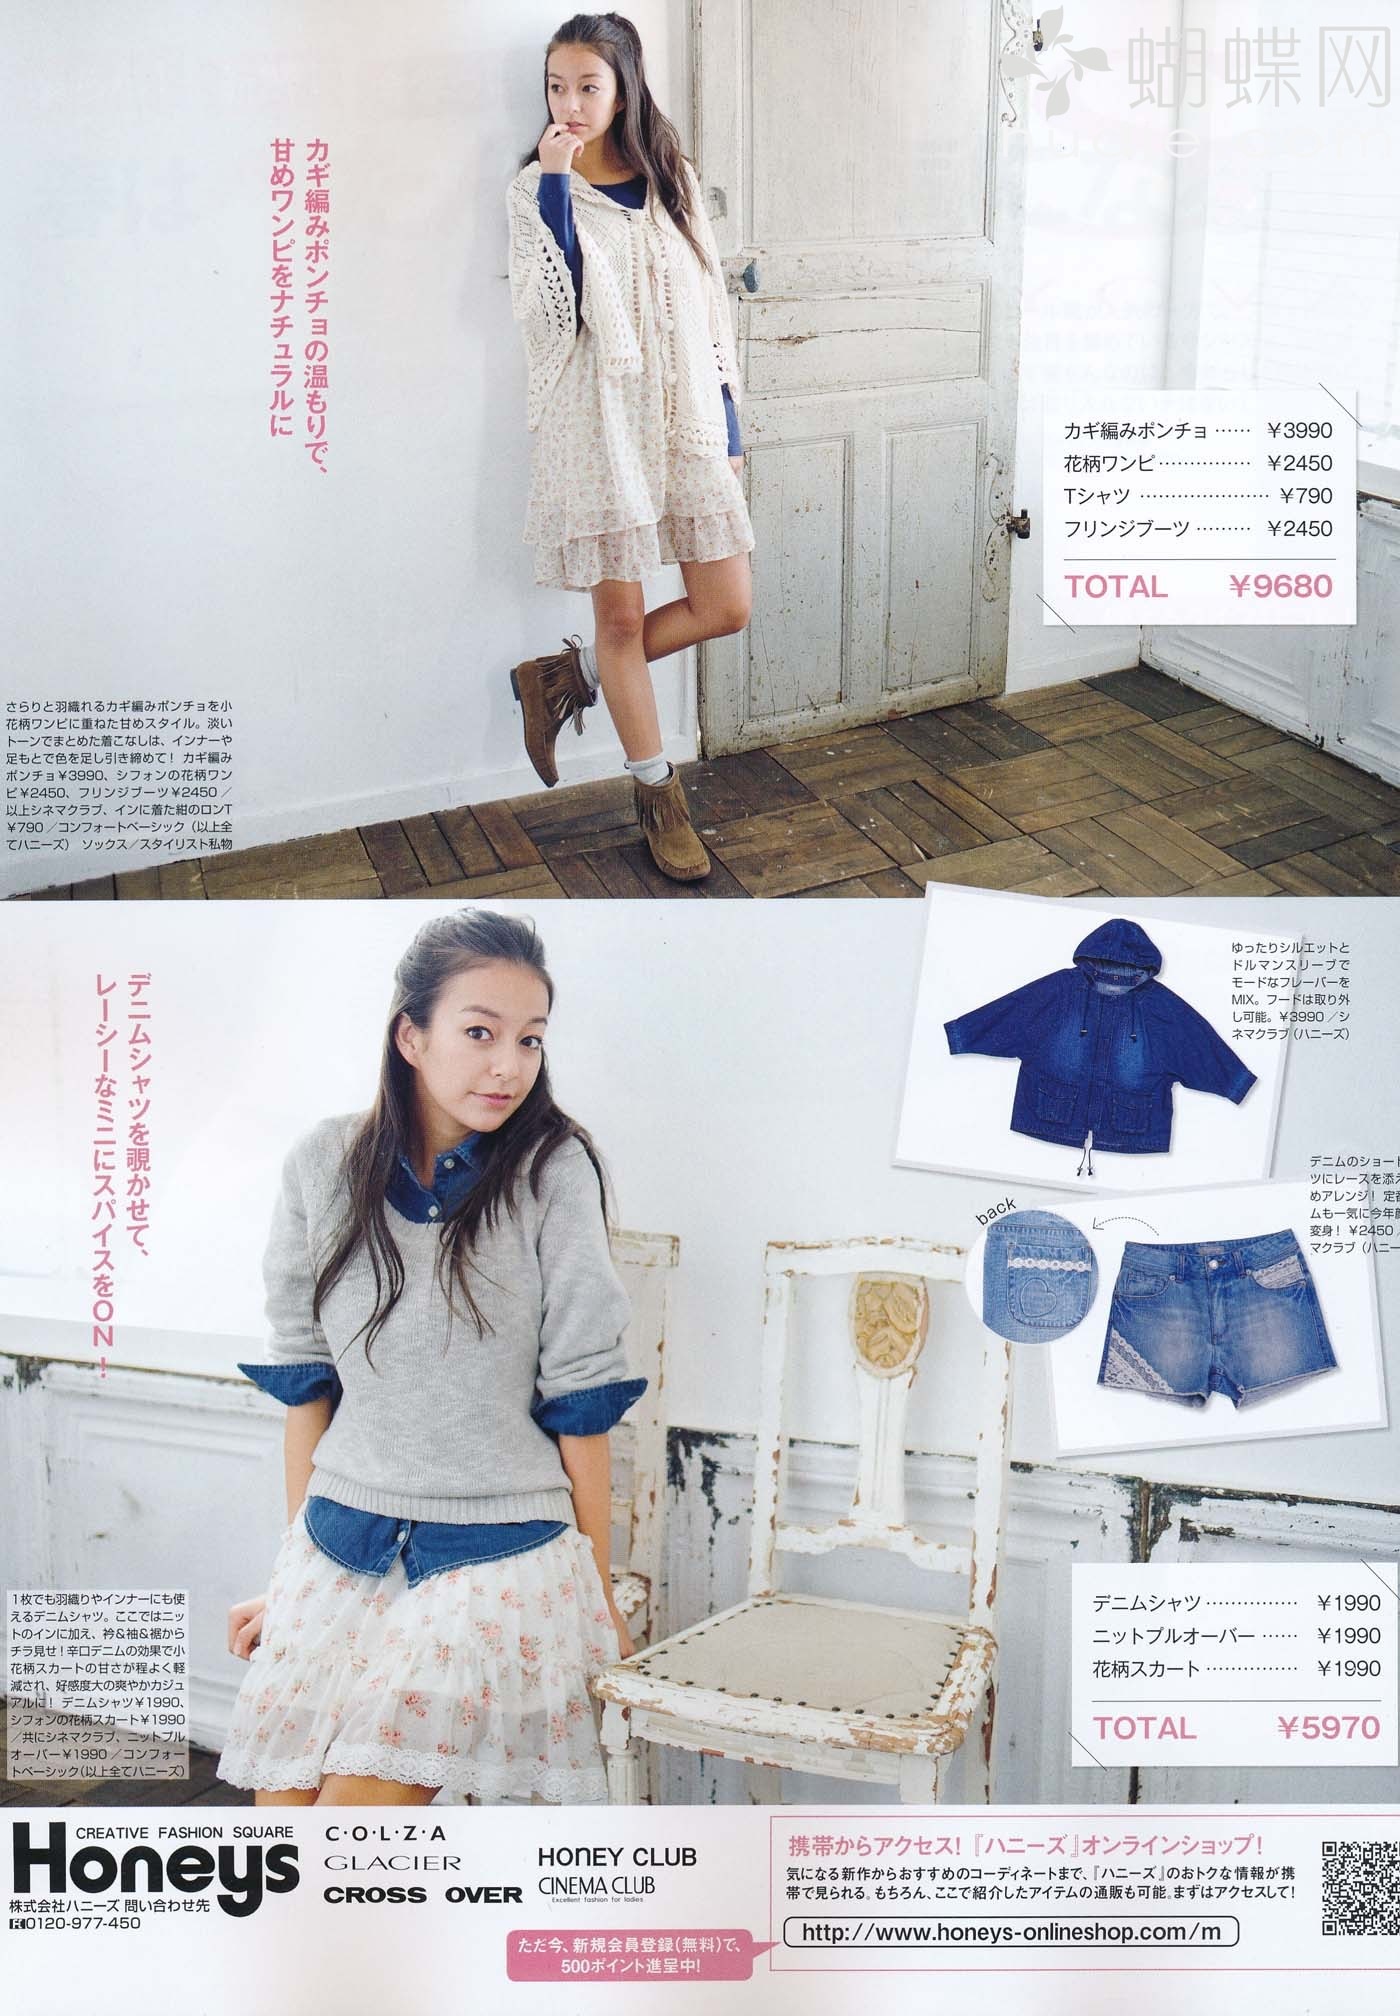 蝴蝶网
カギ編みポンチョの温もりで、
甘めワンピをナチュラルに
カギ編みポンチョ …… ￥3990
花柄ワンピ …………… ￥2450
Tシャツ ………………… ￥790
フリンジブーツ ……… ￥2450
TOTAL ￥9680
さらりと羽織れるカギ編みポンチョを小
花柄ワンピに重ねた甘めスタイル。淡い
トーンでまとめた着こなしは、インナーや
足もとで色を足し引き締めて！ カギ編み
ポンチョ￥3990、シフォンの花柄ワン
ピ￥2450、フリンジブーツ￥2450／
以上シネマクラブ、インに着た紺のロンT
￥790／コンフォートベーシック（以上全
てハニーズ） ソックス／スタイリスト私物
デニムシャツを覗かせて、
レーシーなミニにスパイスをON！
ゆったりシルエットと
ドルマンスリーブで
モードなフレーバーを
MIX。フードは取り外
し可能。￥3990／シ
ネマクラブ（ハニーズ）
デニムのショート
ツにレースを添え
めアレンジ！ 定番
ムも一気に今年顔
変身！ ￥2450／
マクラブ（ハニー
back
デニムシャツ …………… ￥1990
ニットプルオーバー …… ￥1990
花柄スカート …………… ￥1990
TOTAL ￥5970
1枚でも羽織りやインナーにも使
えるデニムシャツ。ここではニッ
トのインに加え、衿&袖&裾から
チラ見せ！辛口デニムの効果で小
花柄スカートの甘さが程よく軽
減され、好感度大の爽やかカジュ
アルに！ デニムシャツ￥1990、
シフォンの花柄スカート￥1990
／共にシネマクラブ、ニットプル
オーバー￥1990／コンフォー
トベーシック（以上全てハニーズ）
CREATIVE FASHION SQUARE
Honeys
株式会社ハニーズ 問い合わせ先
0120-977-450
C・O・L・Z・A
GLACIER
CROSS OVER
HONEY CLUB
CINEMA CLUB
Excellent fashion for ladies
携帯からアクセス！『ハニーズ』オンラインショップ！
気になる新作からおすすめのコーディネートまで、『ハニーズ』のおトクな情報が携
帯で見られる。もちろん、ここで紹介したアイテムの通販も可能。まずはアクセスして！
http://www.honeys-onlineshop.com/m
ただ今、新規会員登録（無料）で、
500ポイント進呈中！